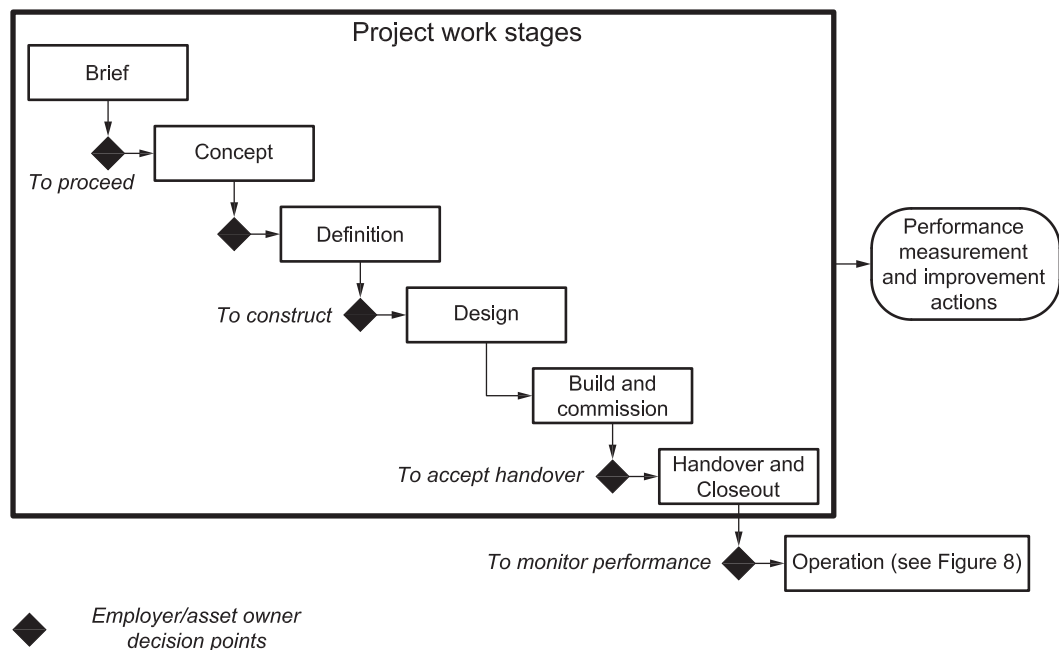 Project work stages
Brief
Concept
To proceed
Definition
Performance
measurement
and improvement
actions
To construct
Design
Build and
commission
To accept handover
Handover and
Closeout
To monitor performance
Operation (see Figure 8)
Employer/asset owner
decision points